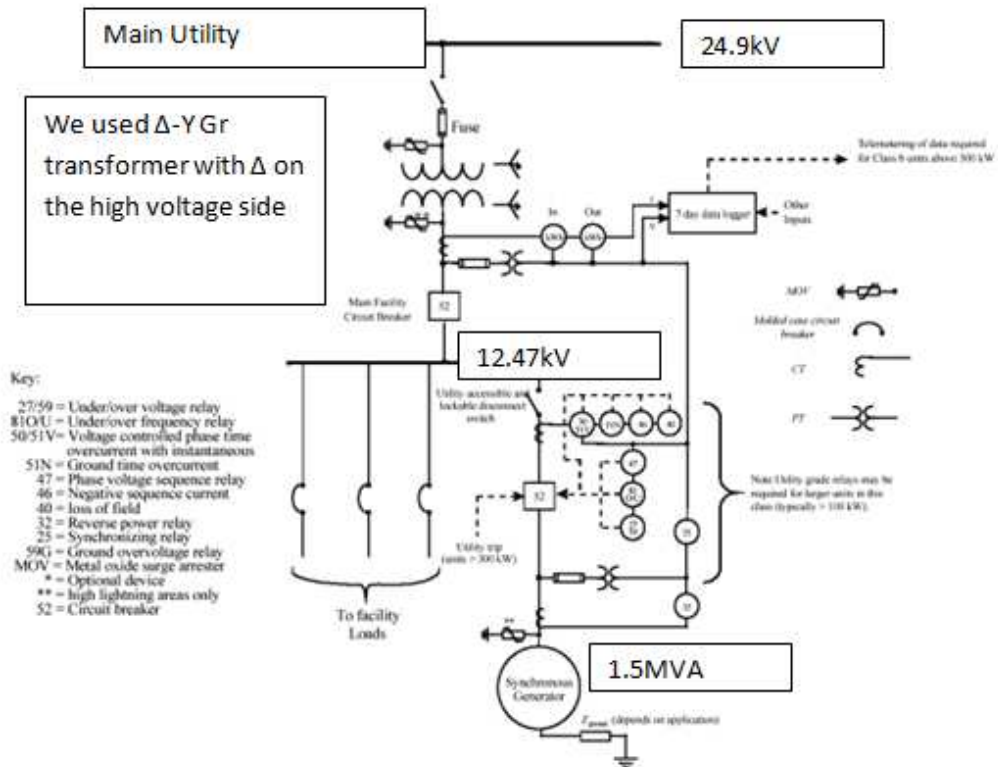 Main Utility
24.9kV
We used Δ-Y Gr
transformer with Δ on
the high voltage side
Fuse
Telemetering of data required
for Class 8 units above 300 kW
In
Out
7 day data logger
Other
Inputs
**
Main Facility
Circuit Breaker
52
MOV
Molded case circuit
breaker
CT
PT
12.47kV
Utility accessible and
lockable disconnect
switch
46
47
52
Utility trip
(units > 300 kW)
Note Utility grade relays may be
required for larger units in this
class (typically > 100 kW).
Key:
27/59 = Under/over voltage relay
81O/U = Under/over frequency relay
50/51V= Voltage controlled phase time
overcurrent with instantaneous
51N = Ground time overcurrent
47 = Phase voltage sequence relay
46 = Negative sequence current
40 = loss of field
32 = Reverse power relay
25 = Synchronizing relay
59G = Ground overvoltage relay
MOV = Metal oxide surge arrester
* = Optional device
** = high lightning areas only
52 = Circuit breaker
To facility
Loads
**
1.5MVA
Synchronous
Generator
(depends on application)